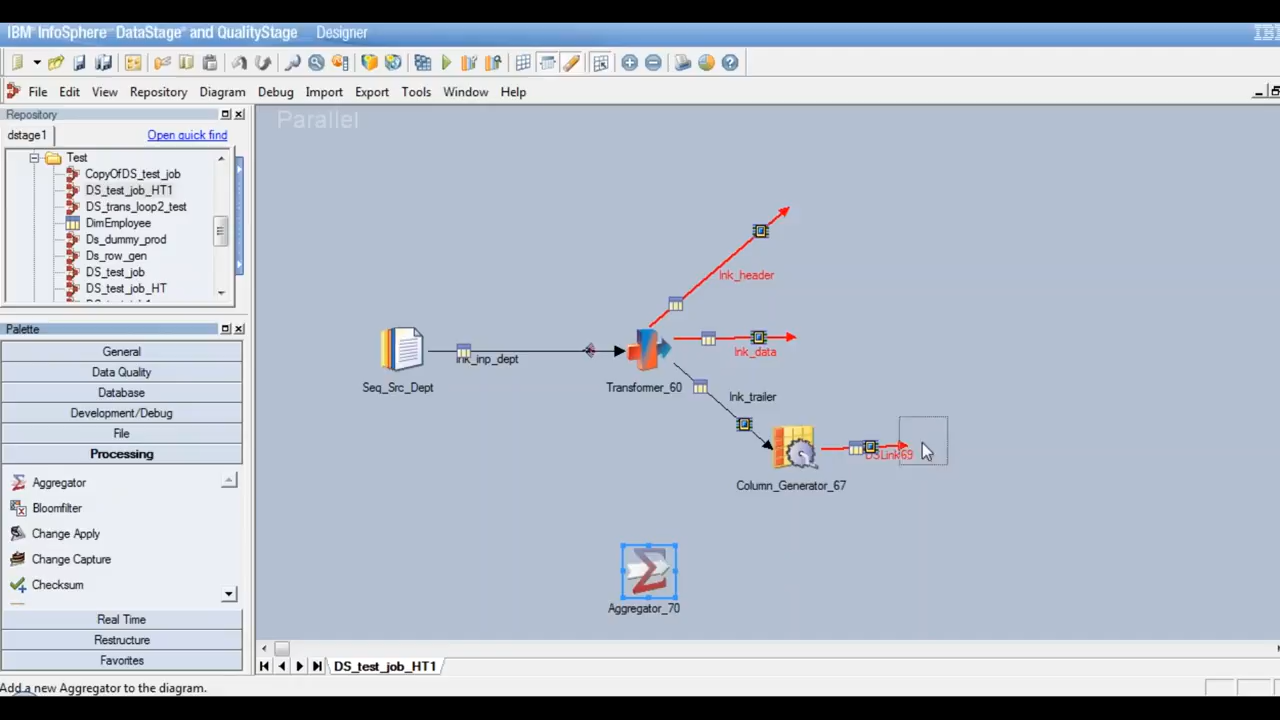 IBM® InfoSphere® DataStage® and QualityStage® Designer
File Edit View Repository Diagram Debug Import Export Tools Window Help
Repository
dstage1
Open quick find
Test
CopyOfDS_test_job
DS_test_job_HT1
DS_trans_loop2_test
DimEmployee
Ds_dummy_prod
Ds_row_gen
DS_test_job
DS_test_job_HT
Palette
General
Data Quality
Database
Development/Debug
File
Processing
Aggregator
Bloomfilter
Change Apply
Change Capture
Checksum
Real Time
Restructure
Favorites
Parallel
lnk_header
lnk_data
lnk_inp_dept
Seq_Src_Dept
Transformer_60
lnk_trailer
DSLink69
Column_Generator_67
Aggregator_70
DS_test_job_HT1
Add a new Aggregator to the diagram.